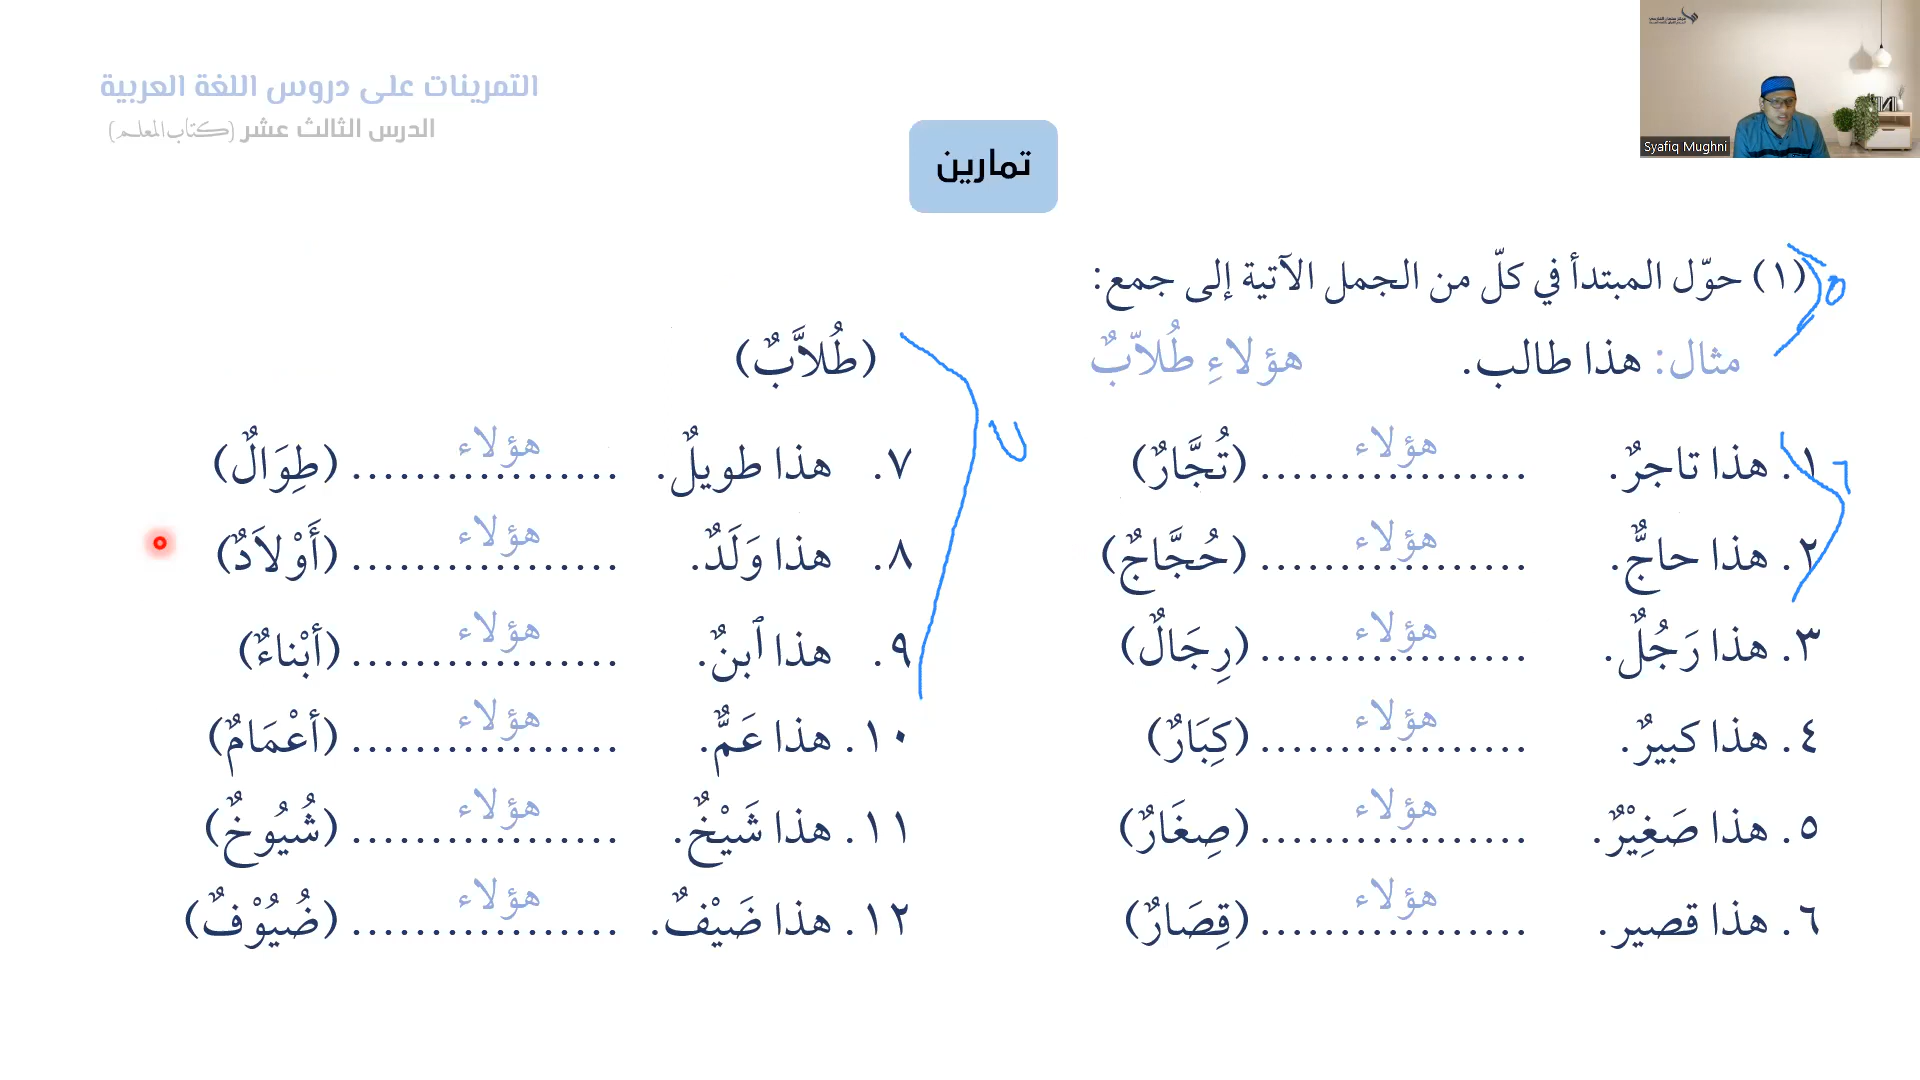 التمرينات على دروس اللغة العربية
الدرس الثالث عشر (كتاب المعلم)
تمارين
Syafiq Mughni
(١) حوّل المبتدأ في كلّ من الجمل الآتية إلى جمع:
مثال: هذا طالب. هؤلاءِ طُلاّبٌ (طُلاَّبٌ)
١. هذا تاجرٌ. هؤلاء ................. (تُجَّارٌ)
٢. هذا حاجٌّ. هؤلاء ................. (حُجَّاجٌ)
٣. هذا رَجُلٌ. هؤلاء ................. (رِجَالٌ)
٤. هذا كبيرٌ. هؤلاء ................. (كِبَارٌ)
٥. هذا صَغِيْرٌ. هؤلاء ................. (صِغَارٌ)
٦. هذا قصير. هؤلاء ................. (قِصَارٌ)
٧. هذا طويلٌ. هؤلاء ................. (طِوَالٌ)
٨. هذا وَلَدٌ. هؤلاء ................. (أَوْلاَدٌ)
٩. هذا ٱبنٌ. هؤلاء ................. (أبْناءٌ)
١٠. هذا عَمٌّ. هؤلاء ................. (أعْمَامٌ)
١١. هذا شَيْخٌ. هؤلاء ................. (شُيُوخٌ)
١٢. هذا ضَيْفٌ. هؤلاء ................. (ضُيُوْفٌ)